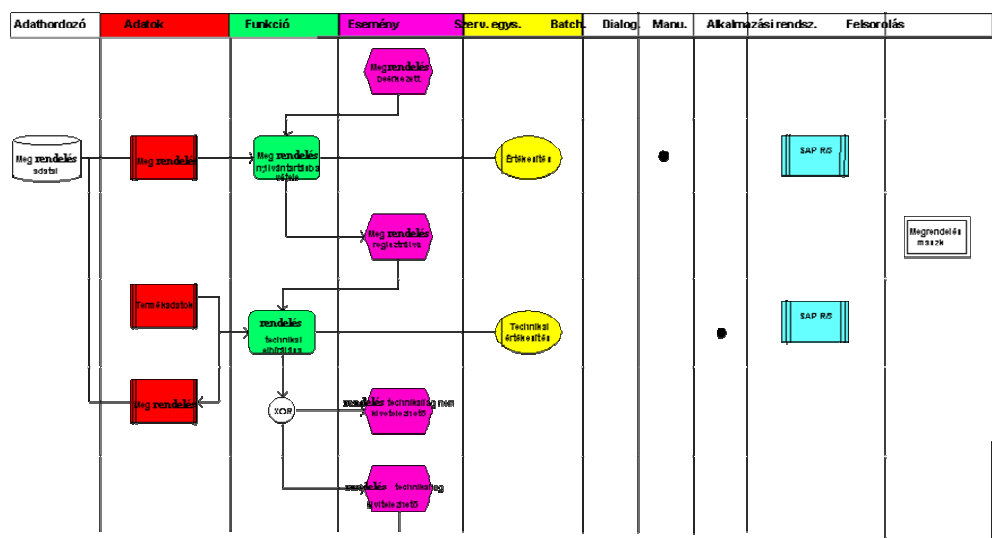 Adathordozó Adatok Funkció Esemény Szerv. egys. Batch. Dialog. Manu. Alkalmazási rendsz. Felsorolás
Meg rendelés
beérkezett
Meg rendelés
adatai
Meg rendelés
Meg rendelés
nyilvántartásba
vétele
Értékesítés
SAP R/3
Meg rendelés
regisztrálva
Megrendelés
maszk
Termékadatok
rendelés
technikai
elbírálása
Technikai
értékesítés
SAP R/3
Meg rendelés
XOR
rendelés technikailag nem
kivitelezhető
rendelés technikailag
kivitelezhető